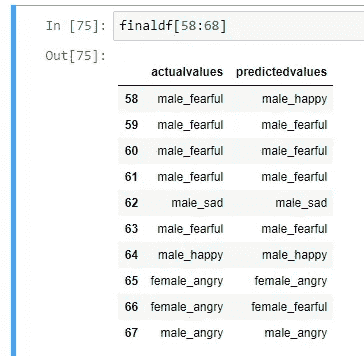 In [75]: finaldf[58:68]
Out[75]:
actualvalues predictedvalues
58 male_fearful male_happy
59 male_fearful male_fearful
60 male_fearful male_fearful
61 male_fearful male_fearful
62 male_sad male_sad
63 male_fearful male_fearful
64 male_happy male_happy
65 female_angry female_angry
66 female_angry female_fearful
67 male_angry male_angry